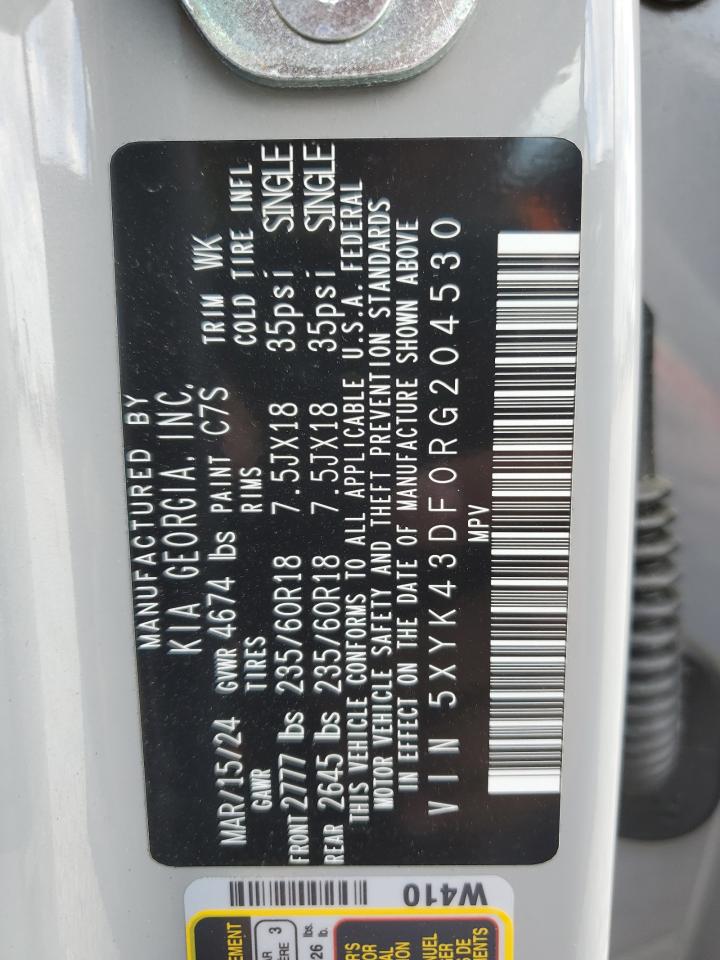 MANUFACTURED BY
KIA GEORGIA, INC.
MAR/15/24 GVWR 4674 lbs PAINT C7S TRIM WK
GAWR TIRES RIMS COLD TIRE INFL
FRONT 2777 lbs 235/60R18 7.5JX18 35psi SINGLE
REAR 2645 lbs 235/60R18 7.5JX18 35psi SINGLE
THIS VEHICLE CONFORMS TO ALL APPLICABLE U.S.A. FEDERAL
MOTOR VEHICLE SAFETY AND THEFT PREVENTION STANDARDS
IN EFFECT ON THE DATE OF MANUFACTURE SHOWN ABOVE
VIN 5XYK43DF0RG204530
MPV
W410
3